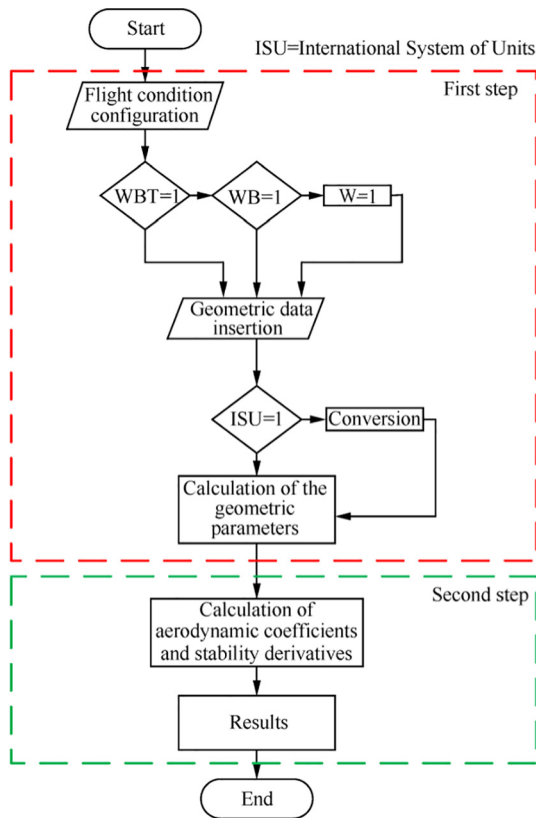 Start
ISU=International System of Units
First step
Flight condition
configuration
WBT=1
WB=1
W=1
Geometric data
insertion
ISU=1
Conversion
Calculation of the
geometric
parameters
Second step
Calculation of
aerodynamic coefficients
and stability derivatives
Results
End